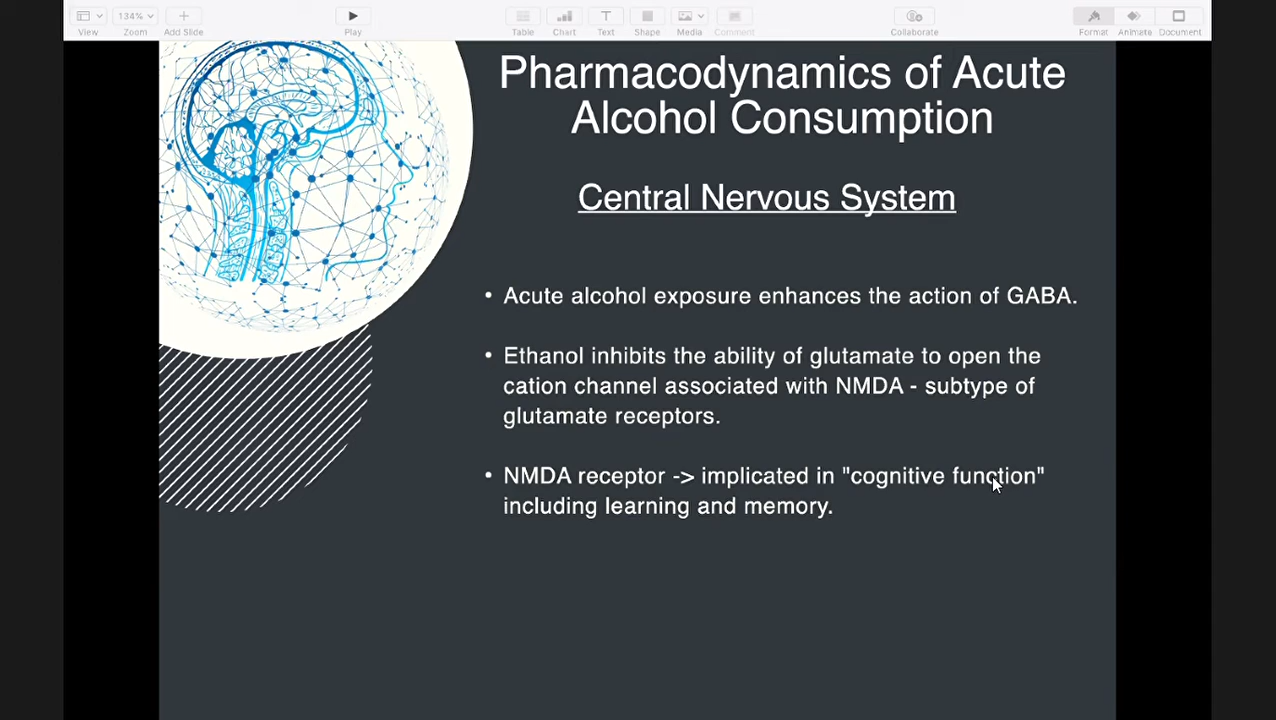 View
134%
Zoom
Add Slide
Play
Table
Chart
Text
Shape
Media
Comment
Collaborate
Format
Animate
Document
Pharmacodynamics of Acute
Alcohol Consumption
Central Nervous System
• Acute alcohol exposure enhances the action of GABA.
• Ethanol inhibits the ability of glutamate to open the
cation channel associated with NMDA - subtype of
glutamate receptors.
• NMDA receptor -> implicated in "cognitive function"
including learning and memory.